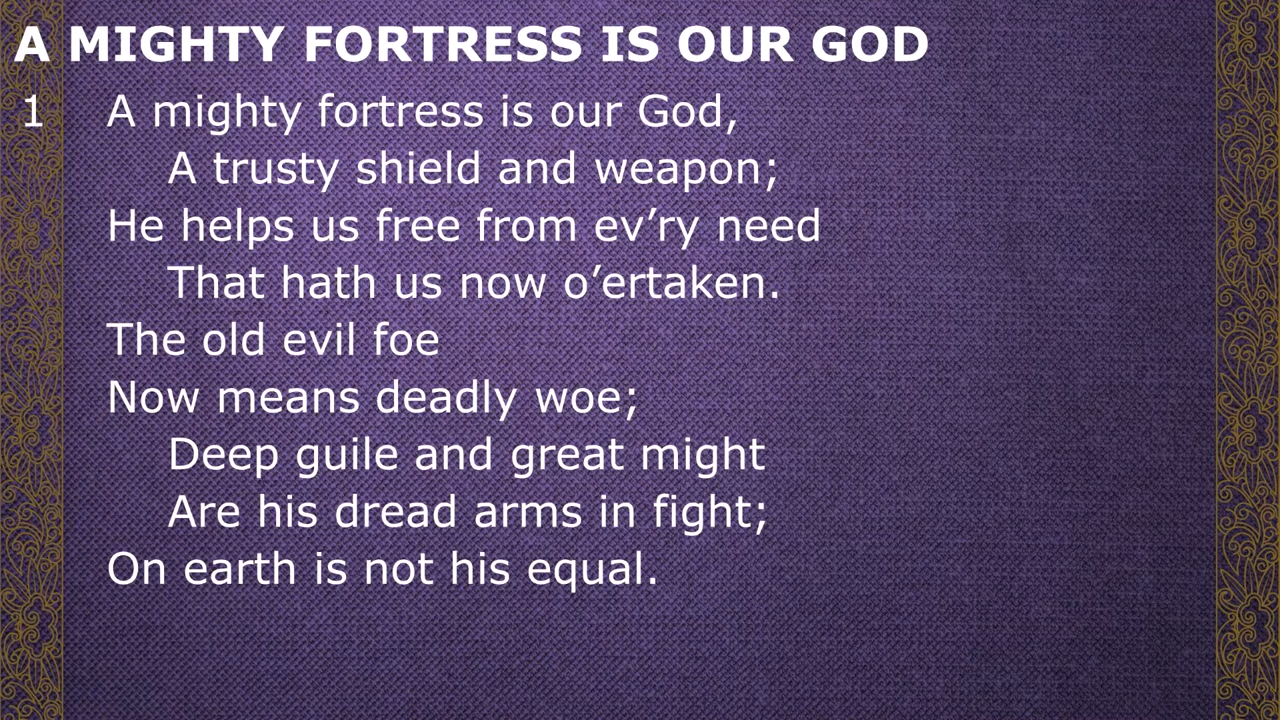 A MIGHTY FORTRESS IS OUR GOD
1 A mighty fortress is our God,
A trusty shield and weapon;
He helps us free from ev’ry need
That hath us now o’ertaken.
The old evil foe
Now means deadly woe;
Deep guile and great might
Are his dread arms in fight;
On earth is not his equal.